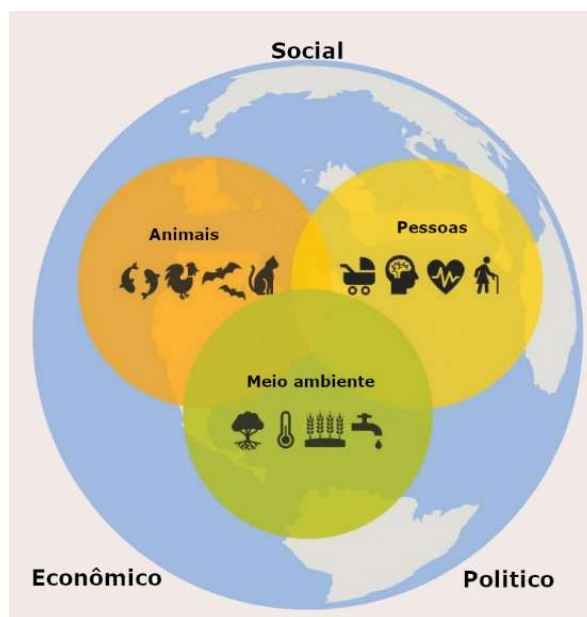 Social
Animais
Pessoas
Meio ambiente
Econômico
Politico